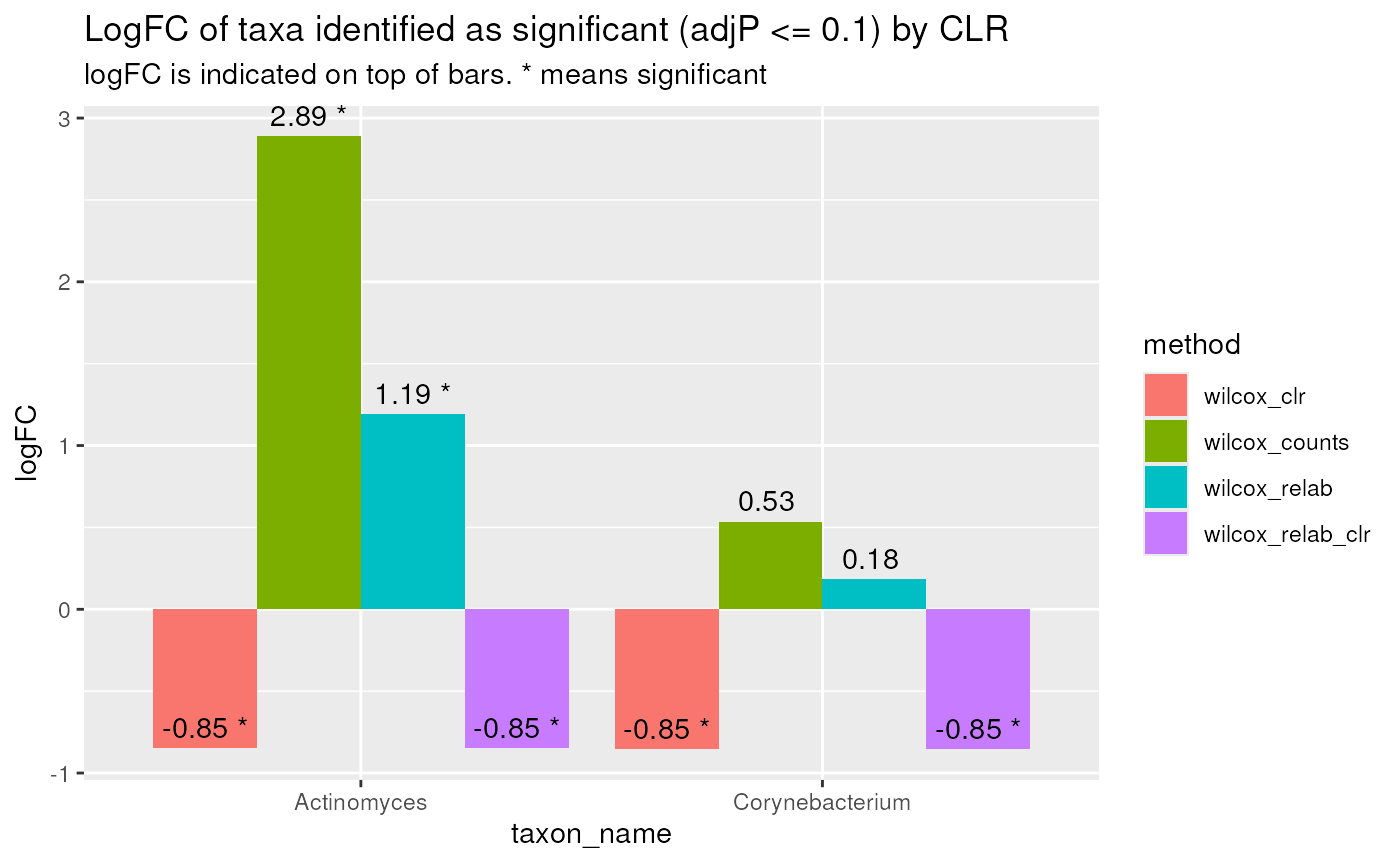 LogFC of taxa identified as significant (adjP <= 0.1) by CLR
logFC is indicated on top of bars. * means significant
3
2
1
0
-1
logFC
2.89 *
1.19 *
-0.85 *
-0.85 *
0.53
0.18
-0.85 *
-0.85 *
Actinomyces
Corynebacterium
taxon_name
method
wilcox_clr
wilcox_counts
wilcox_relab
wilcox_relab_clr